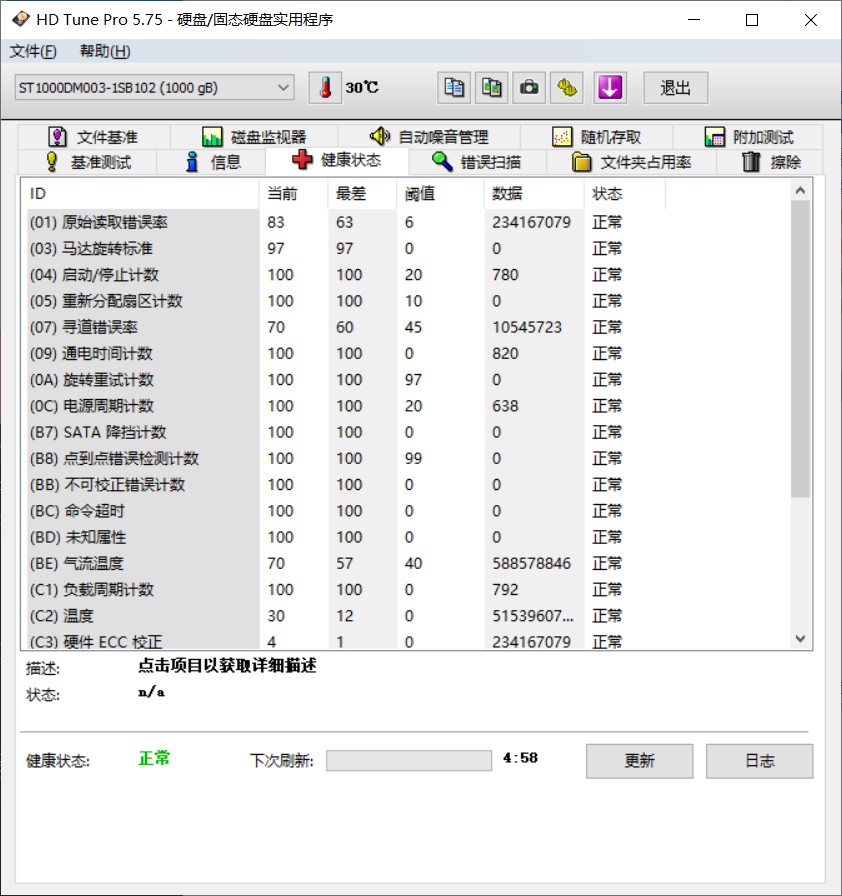 HD Tune Pro 5.75 - 硬盘/固态硬盘实用程序
文件(F) 帮助(H)
ST1000DM003-1SB102 (1000 gB) 30℃ 退出
文件基准 磁盘监视器 自动噪音管理 随机存取 附加测试
基准测试 信息 健康状态 错误扫描 文件夹占用率 擦除
ID 当前 最差 阈值 数据 状态
(01) 原始读取错误率 83 63 6 234167079 正常
(03) 马达旋转标准 97 97 0 0 正常
(04) 启动/停止计数 100 100 20 780 正常
(05) 重新分配扇区计数 100 100 10 0 正常
(07) 寻道错误率 70 60 45 10545723 正常
(09) 通电时间计数 100 100 0 820 正常
(0A) 旋转重试计数 100 100 97 0 正常
(0C) 电源周期计数 100 100 20 638 正常
(B7) SATA 降挡计数 100 100 0 0 正常
(B8) 点到点错误检测计数 100 100 99 0 正常
(BB) 不可校正错误计数 100 100 0 0 正常
(BC) 命令超时 100 100 0 0 正常
(BD) 未知属性 100 100 0 0 正常
(BE) 气流温度 70 57 40 588578846 正常
(C1) 负载周期计数 100 100 0 792 正常
(C2) 温度 30 12 0 51539607... 正常
(C3) 硬件 ECC 校正 4 1 0 234167079 正常
描述: 点击项目以获取详细描述
状态: n/a
健康状态: 正常 下次刷新: 4:58 更新 日志